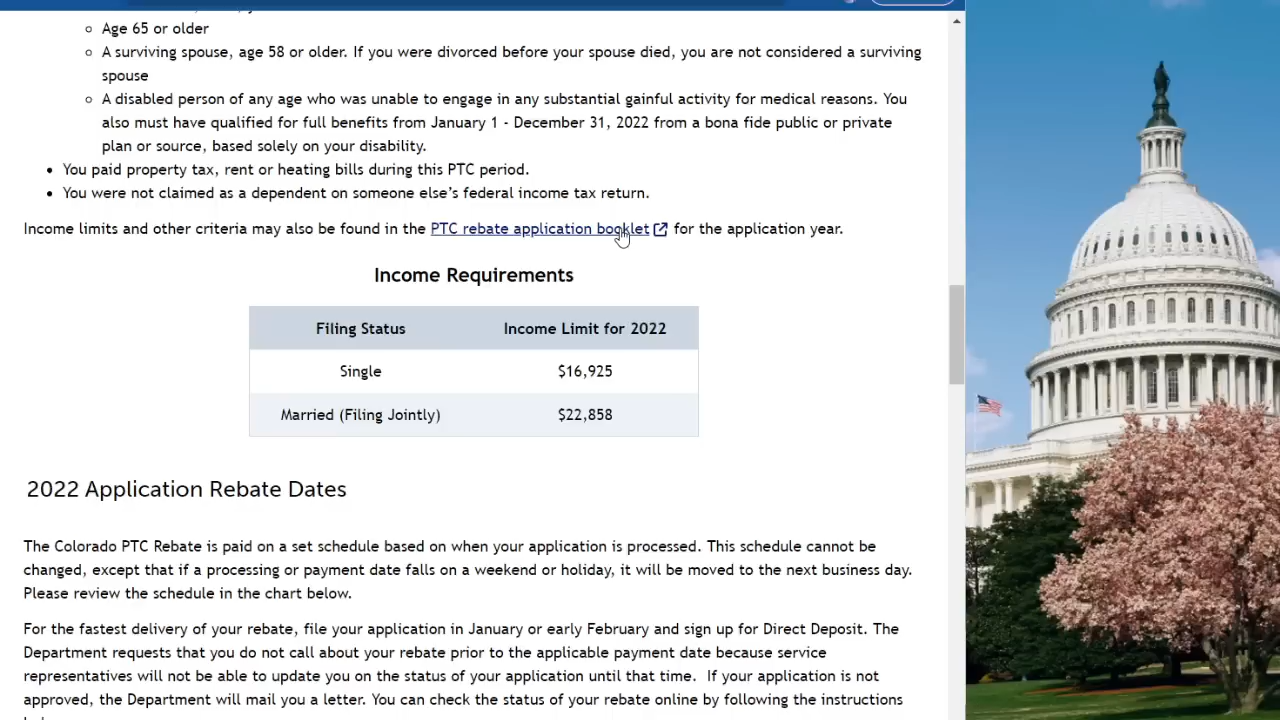 Age 65 or older
A surviving spouse, age 58 or older. If you were divorced before your spouse died, you are not considered a surviving
spouse
A disabled person of any age who was unable to engage in any substantial gainful activity for medical reasons. You
also must have qualified for full benefits from January 1 - December 31, 2022 from a bona fide public or private
plan or source, based solely on your disability.
You paid property tax, rent or heating bills during this PTC period.
You were not claimed as a dependent on someone else’s federal income tax return.
Income limits and other criteria may also be found in the PTC rebate application booklet for the application year.
Income Requirements
Filing Status Income Limit for 2022
Single $16,925
Married (Filing Jointly) $22,858
2022 Application Rebate Dates
The Colorado PTC Rebate is paid on a set schedule based on when your application is processed. This schedule cannot be
changed, except that if a processing or payment date falls on a weekend or holiday, it will be moved to the next business day.
Please review the schedule in the chart below.
For the fastest delivery of your rebate, file your application in January or early February and sign up for Direct Deposit. The
Department requests that you do not call about your rebate prior to the applicable payment date because service
representatives will not be able to update you on the status of your application until that time. If your application is not
approved, the Department will mail you a letter. You can check the status of your rebate online by following the instructions